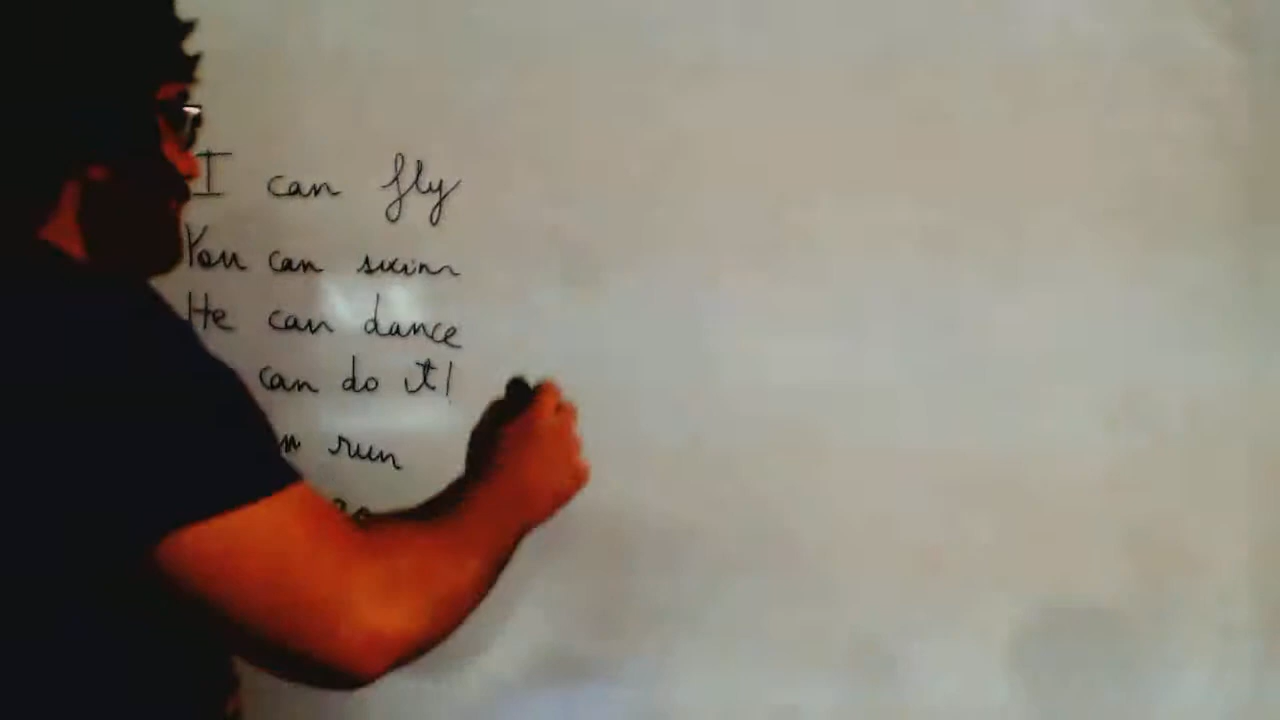 I can fly
You can swim
He can dance
can do it!
run